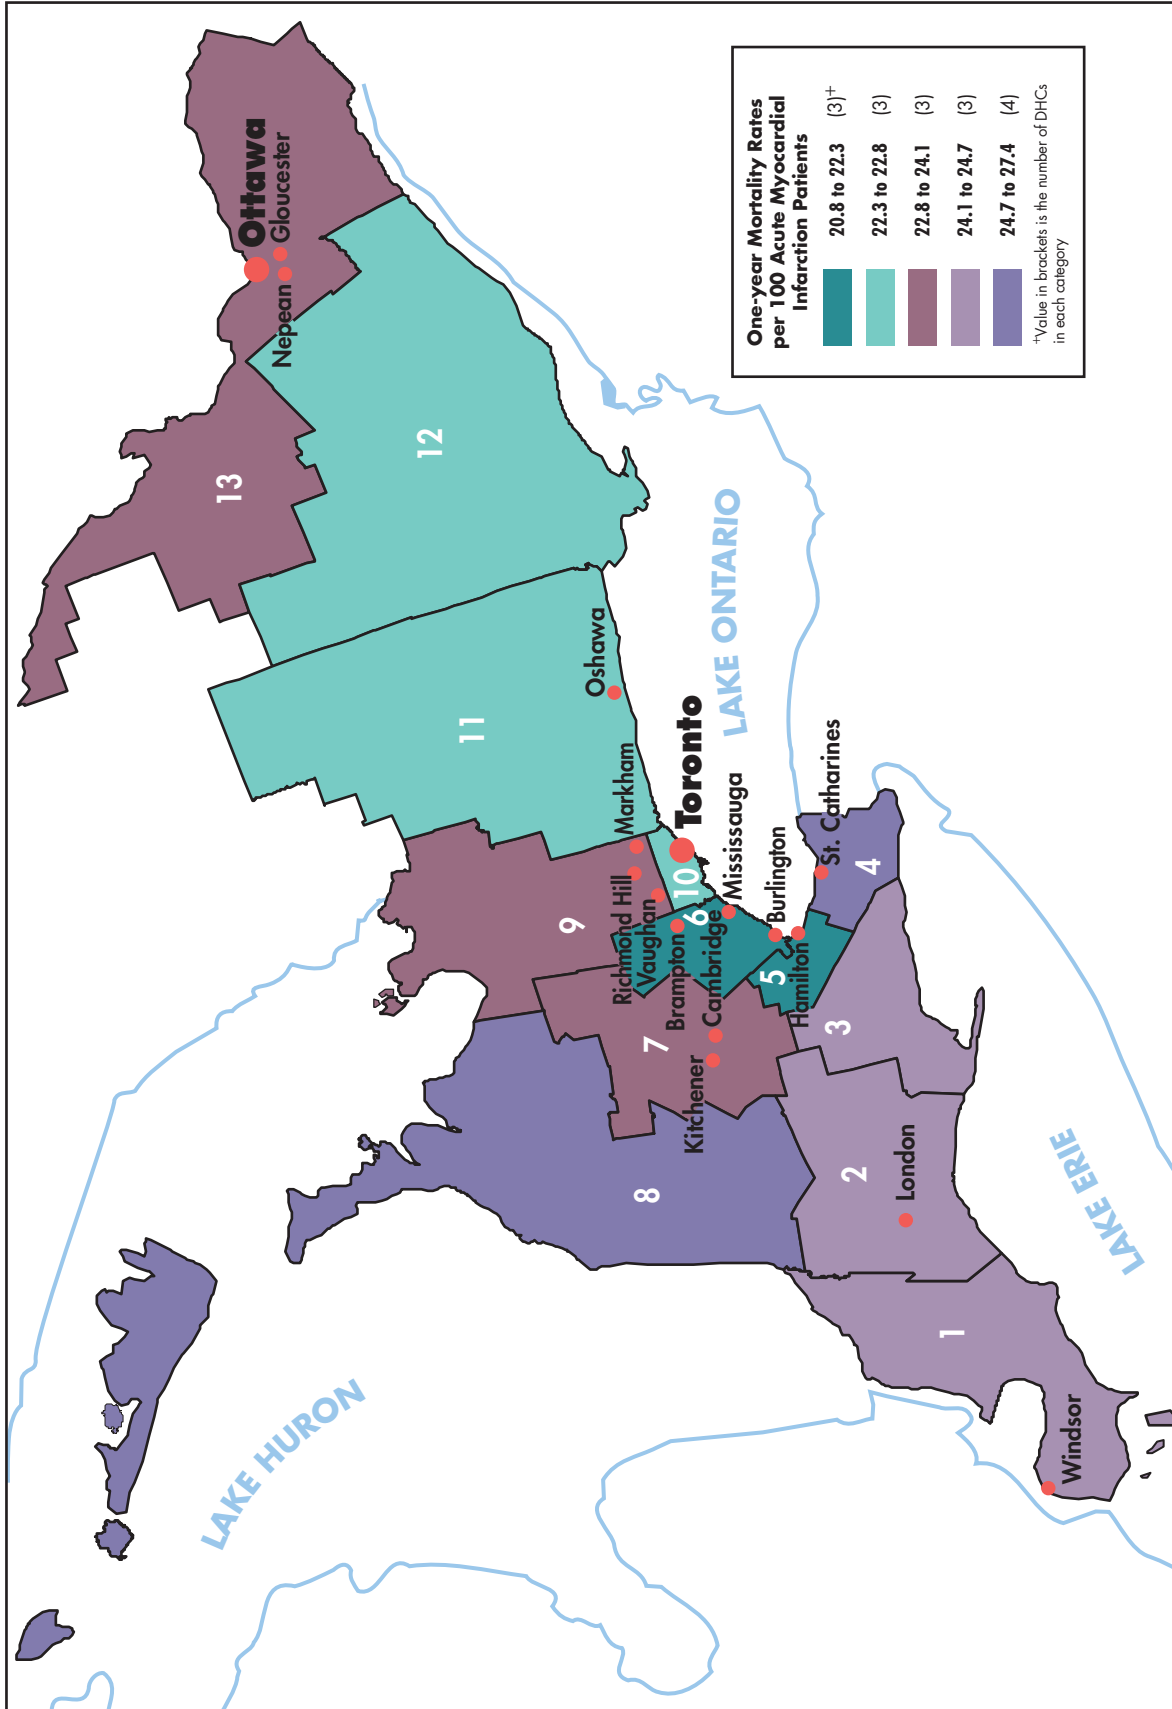 Ottawa
Gloucester
Nepean
13
12
11
Oshawa
Markham
Toronto
Richmond Hill
Vaughan
Brampton
Cambridge
Mississauga
Burlington
Hamilton
St. Catharines
Kitchener
London
Windsor
9
10
6
5
4
3
7
8
2
1
LAKE HURON
LAKE ONTARIO
LAKE ERIE
One-year Mortality Rates
per 100 Acute Myocardial
Infarction Patients
20.8 to 22.3 (3)+
22.3 to 22.8 (3)
22.8 to 24.1 (3)
24.1 to 24.7 (3)
24.7 to 27.4 (4)
+Value in brackets is the number of DHCs
in each category